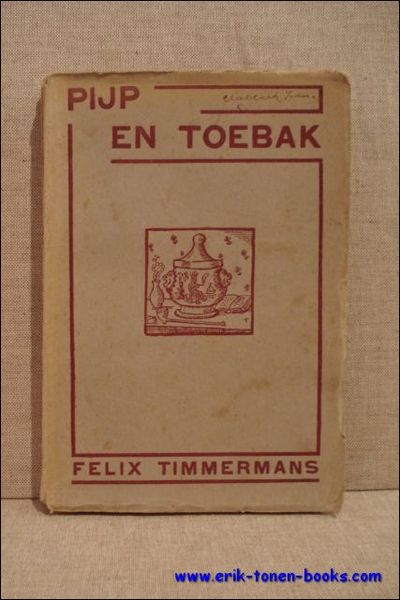 PIJP
EN TOEBAK
FELIX TIMMERMANS
www.erik-tonen-books.com